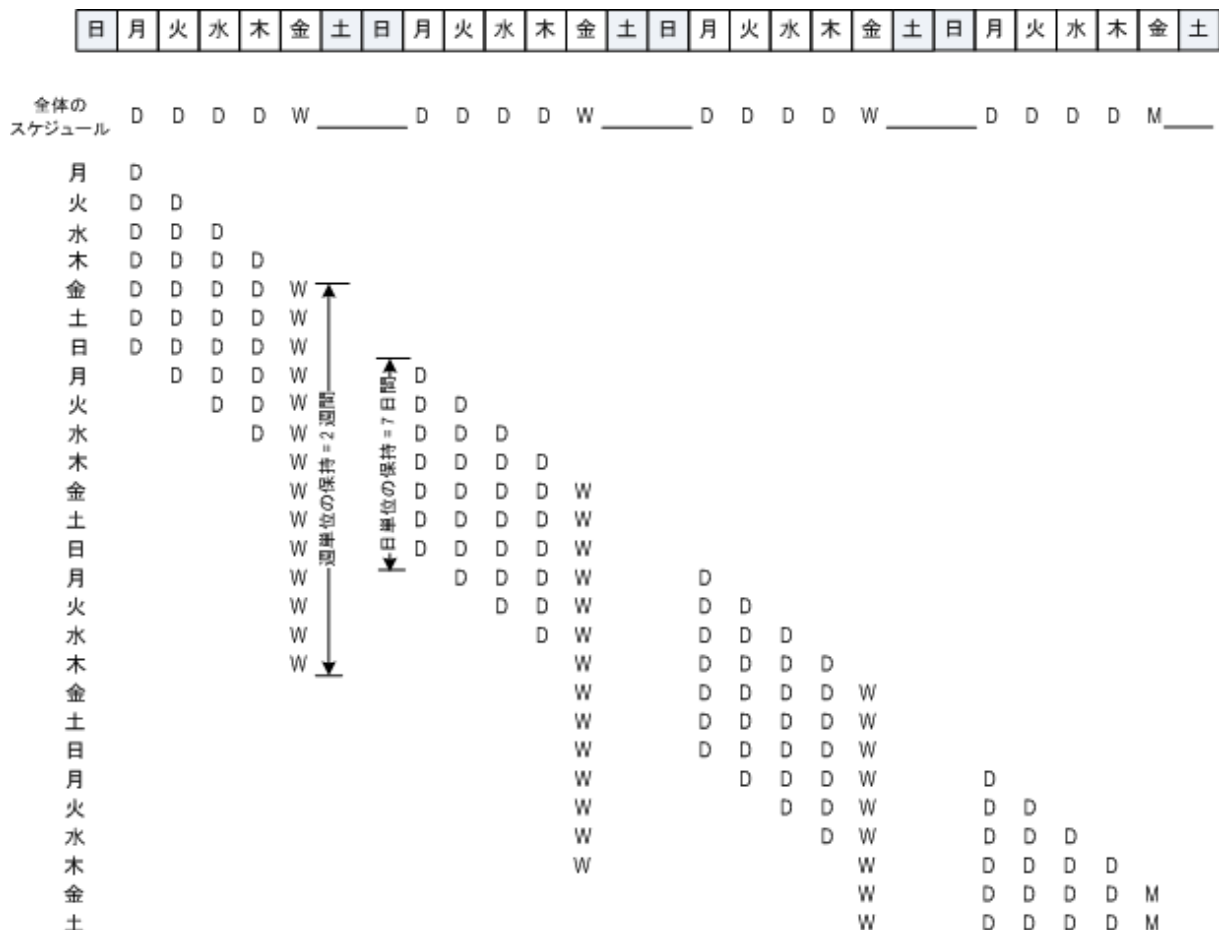 日 月 火 水 木 金 土 日 月 火 水 木 金 土 日 月 火 水 木 金 土 日 月 火 水 木 金 土
全体の
スケジュール D D D D W D D D D W D D D D W D D D D M
月 D
火 D D
水 D D D
木 D D D D
金 D D D D W
土 D D D D W
日 D D D D W
月 D D D W D
火 D D W D D
水 D W D D D
木 W D D D D
金 W D D D D W
土 W D D D D W
日 W D D D D W
月 W D D D W D
火 W D D W D D
水 W D W D D D
木 W W D D D D
金 W D D D D W
土 W D D D D W
日 W D D D D W
月 W D D D W D
火 W D D W D D
水 W D W D D D
木 W W D D D D
金 W D D D D M
土 W D D D D M
週単位の保持 = 2 週間
日単位の保持 = 7 日間